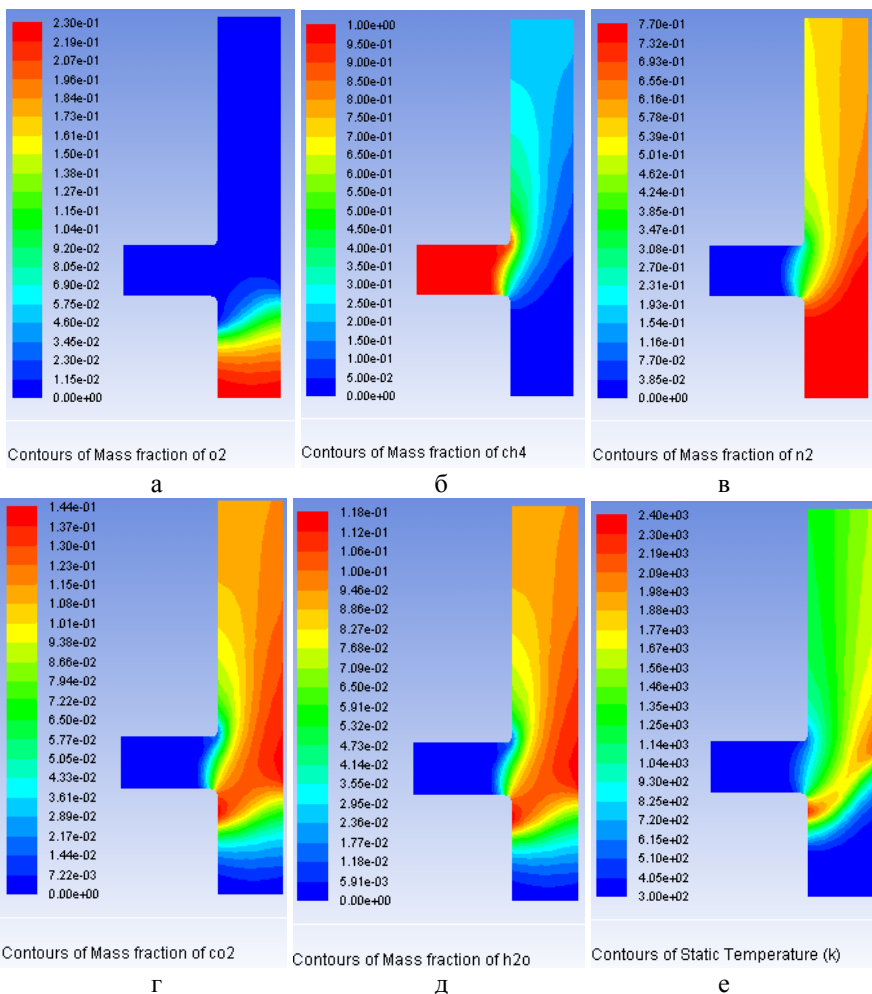 2.30e-01
2.19e-01
2.07e-01
1.96e-01
1.84e-01
1.73e-01
1.61e-01
1.50e-01
1.38e-01
1.27e-01
1.15e-01
1.04e-01
9.20e-02
8.05e-02
6.90e-02
5.75e-02
4.60e-02
3.45e-02
2.30e-02
1.15e-02
0.00e+00
Contours of Mass fraction of o2
а
1.00e+00
9.50e-01
9.00e-01
8.50e-01
8.00e-01
7.50e-01
7.00e-01
6.50e-01
6.00e-01
5.50e-01
5.00e-01
4.50e-01
4.00e-01
3.50e-01
3.00e-01
2.50e-01
2.00e-01
1.50e-01
1.00e-01
5.00e-02
0.00e+00
Contours of Mass fraction of ch4
б
7.70e-01
7.32e-01
6.93e-01
6.55e-01
6.16e-01
5.78e-01
5.39e-01
5.01e-01
4.62e-01
4.24e-01
3.85e-01
3.47e-01
3.08e-01
2.70e-01
2.31e-01
1.93e-01
1.54e-01
1.16e-01
7.70e-02
3.85e-02
0.00e+00
Contours of Mass fraction of n2
в
1.44e-01
1.37e-01
1.30e-01
1.23e-01
1.15e-01
1.08e-01
1.01e-01
9.38e-02
8.66e-02
7.94e-02
7.22e-02
6.50e-02
5.77e-02
5.05e-02
4.33e-02
3.61e-02
2.89e-02
2.17e-02
1.44e-02
7.22e-03
0.00e+00
Contours of Mass fraction of co2
г
1.18e-01
1.12e-01
1.06e-01
1.00e-01
9.46e-02
8.86e-02
8.27e-02
7.68e-02
7.09e-02
6.50e-02
5.91e-02
5.32e-02
4.73e-02
4.14e-02
3.55e-02
2.95e-02
2.36e-02
1.77e-02
1.18e-02
5.91e-03
0.00e+00
Contours of Mass fraction of h2o
д
2.40e+03
2.30e+03
2.19e+03
2.09e+03
1.98e+03
1.88e+03
1.77e+03
1.67e+03
1.56e+03
1.46e+03
1.35e+03
1.25e+03
1.14e+03
1.04e+03
9.30e+02
8.25e+02
7.20e+02
6.15e+02
5.10e+02
4.05e+02
3.00e+02
Contours of Static Temperature (k)
е